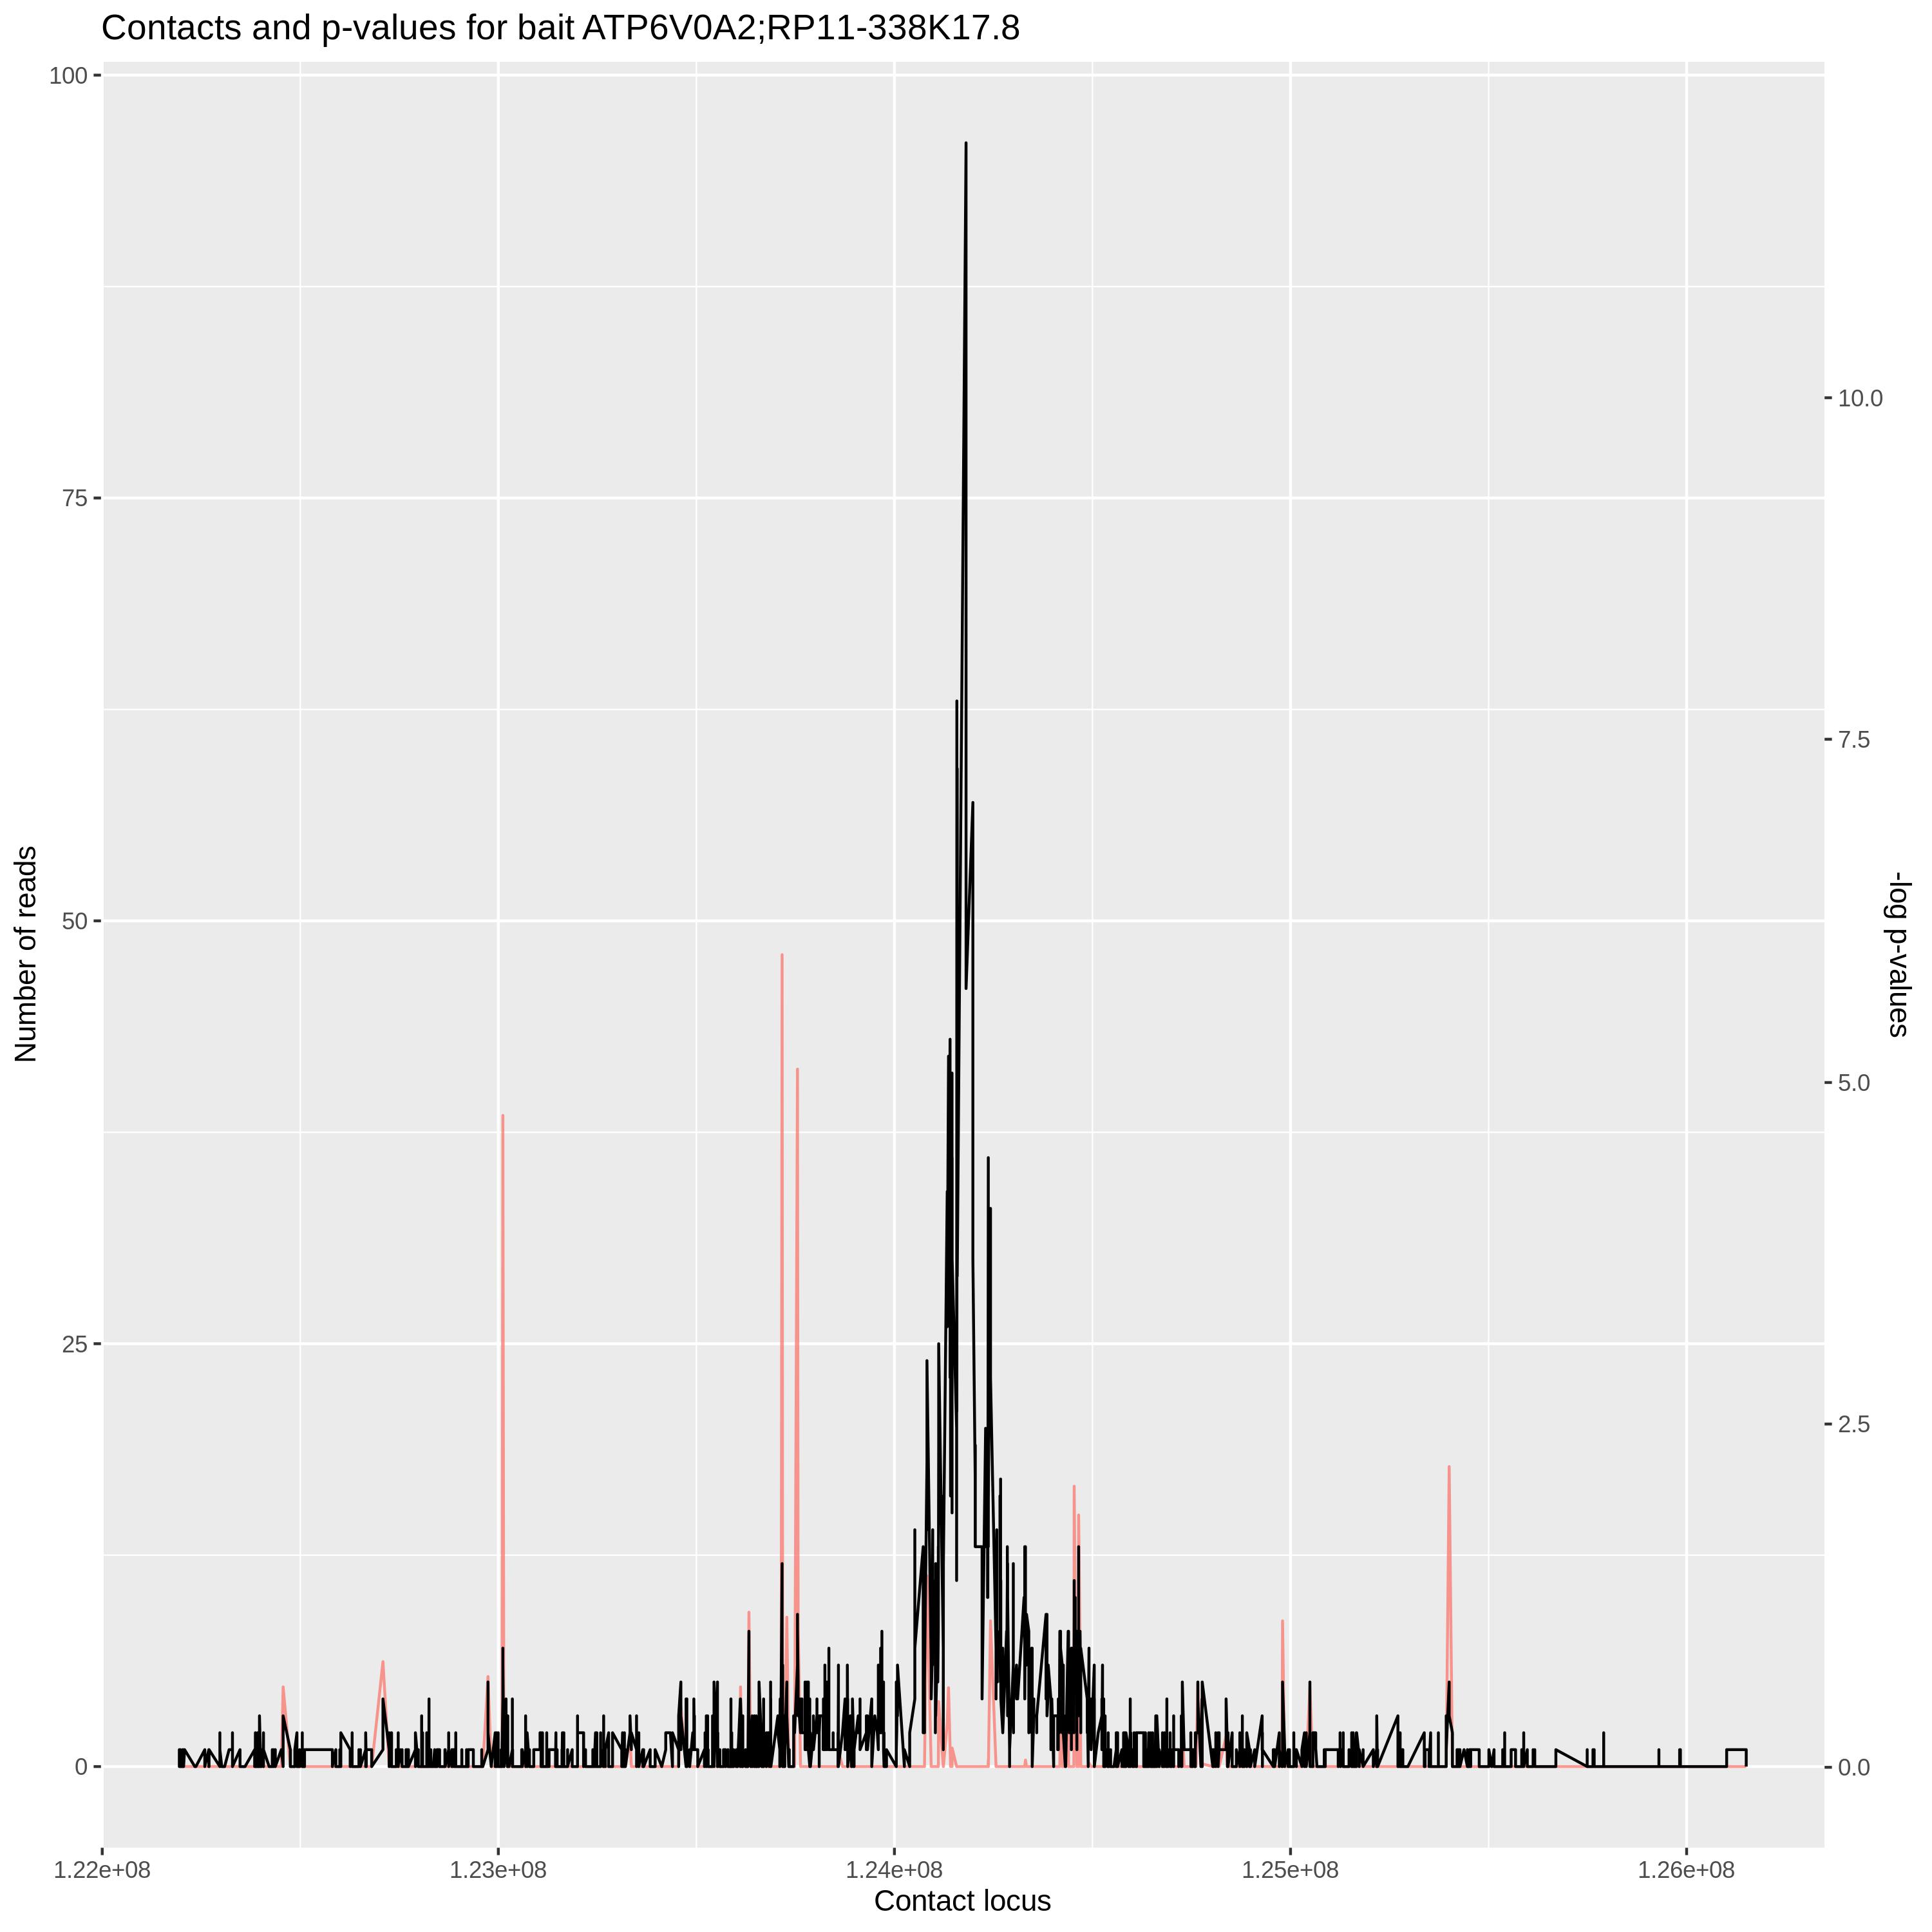 Contacts and p-values for bait ATP6V0A2;RP11-338K17.8
100
75
50
25
0
Number of reads
10.0
7.5
5.0
2.5
0.0
-log p-values
1.22e+08 1.23e+08 1.24e+08 1.25e+08 1.26e+08
Contact locus